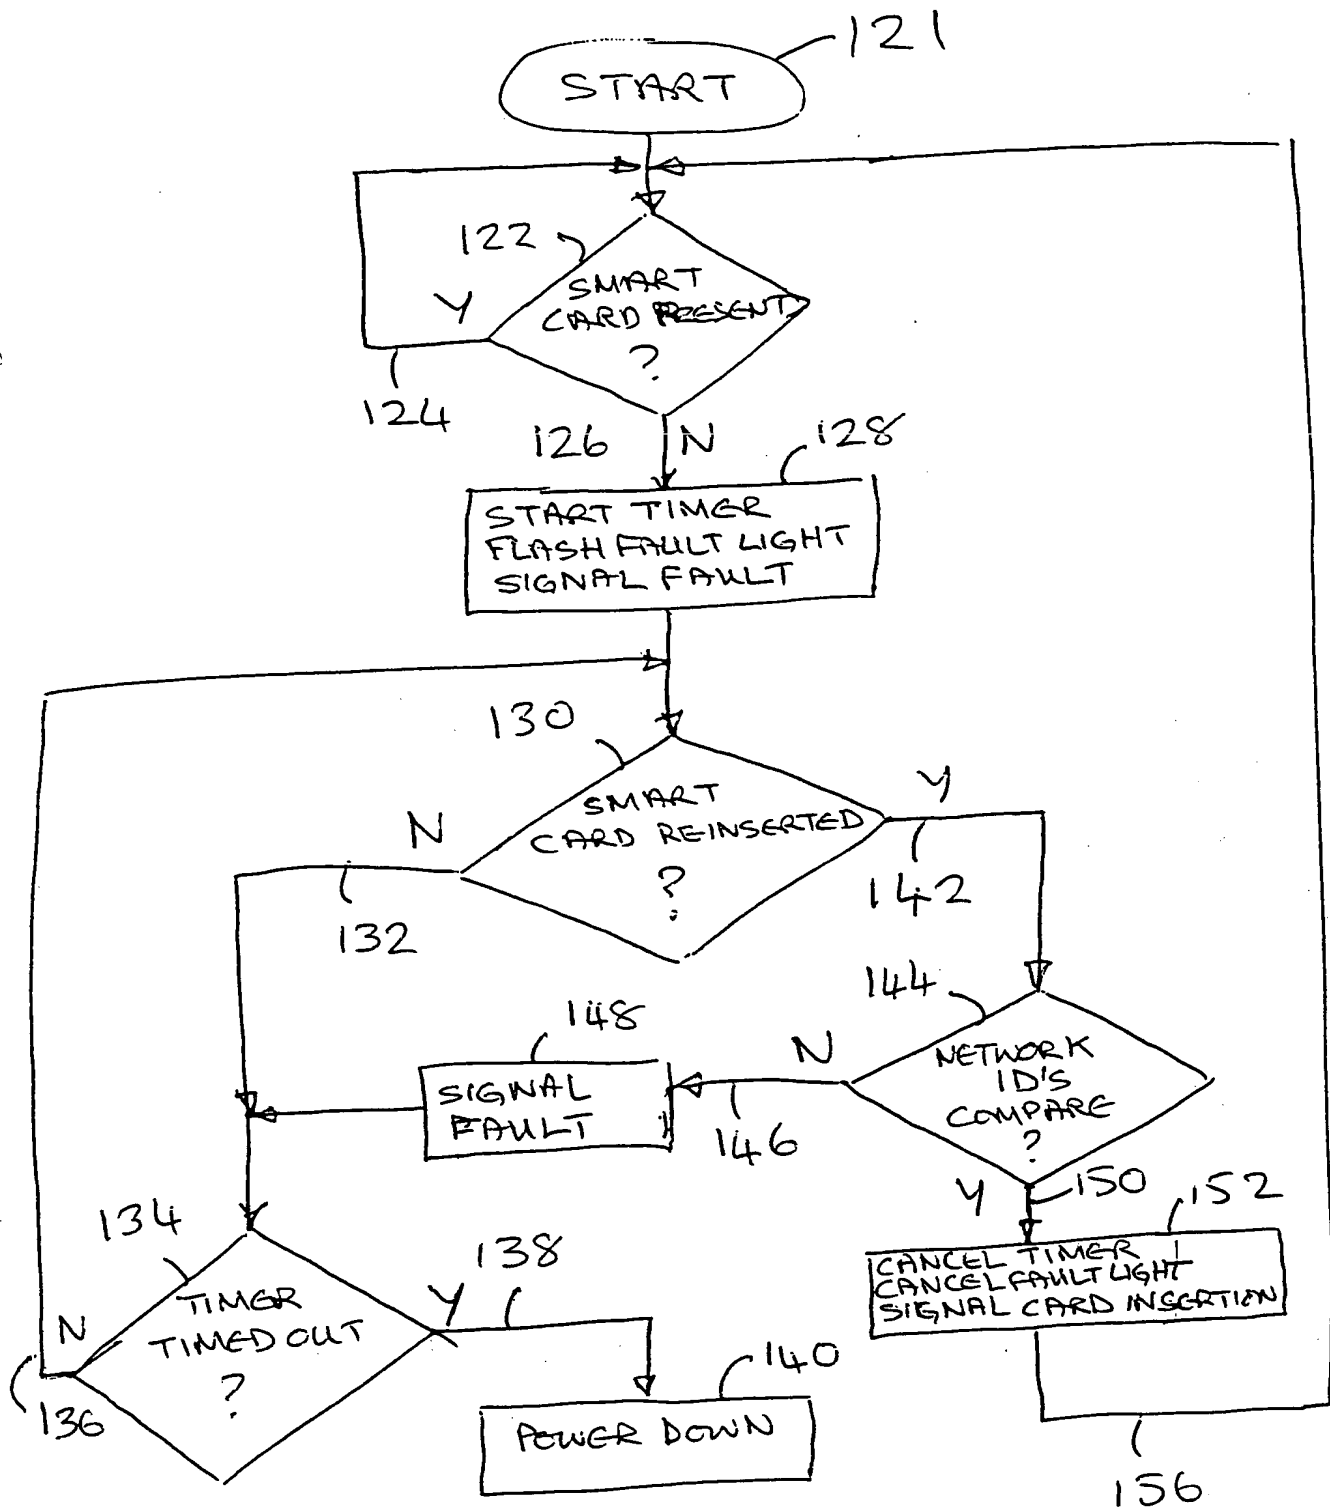 121
START
122
SMART
CARD PRESENT
?
Y
124
126
N
128
START TIMER
FLASH FAULT LIGHT
SIGNAL FAULT
130
SMART
CARD REINSERTED
?
N
Y
132
142
144
NETWORK
ID'S
COMPARE
?
N
146
148
SIGNAL
FAULT
Y
150
152
CANCEL TIMER
CANCEL FAULT LIGHT
SIGNAL CARD INSERTION
134
TIMER
TIMED OUT
?
N
136
Y
138
140
POWER DOWN
156